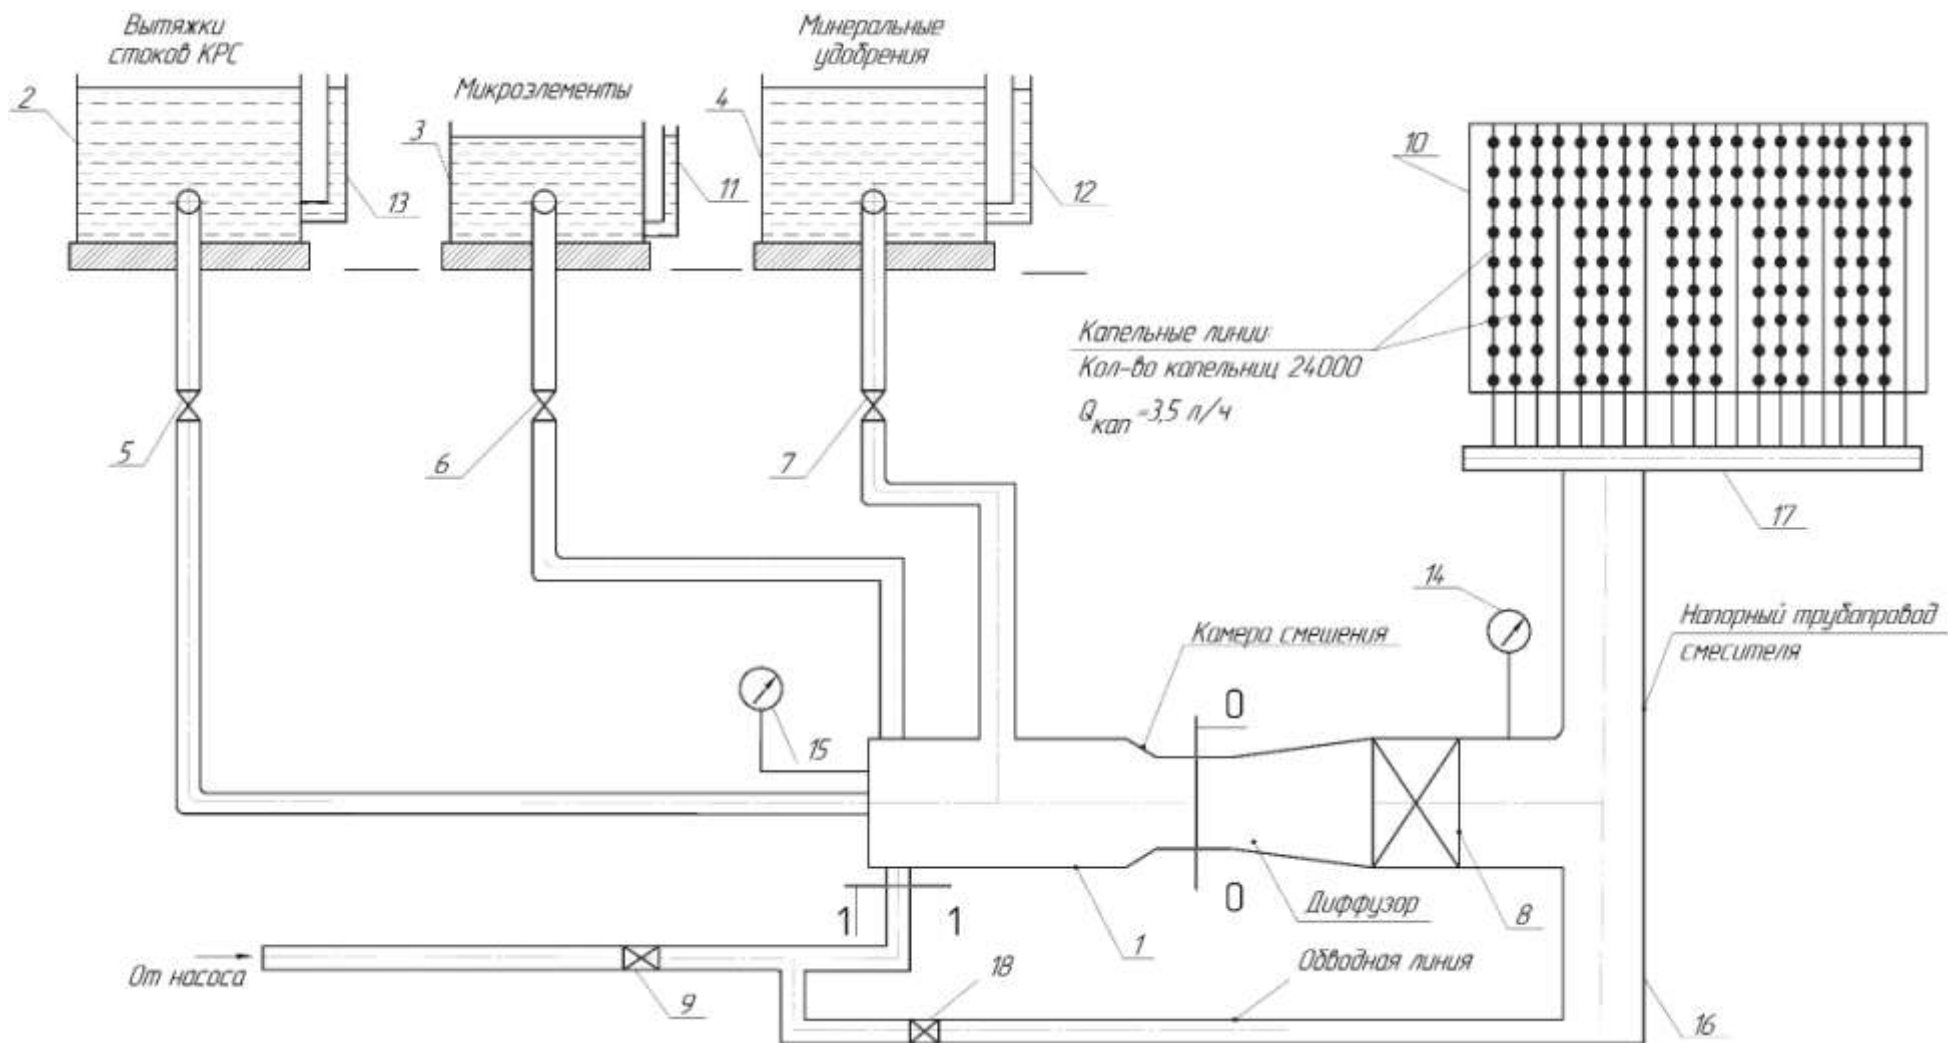 Вытяжки
стоков КРС
Минеральные
удобрения
Микроэлементы
2
3
4
10
13
11
12
Капельные линии:
Кол-во капельниц 24000
Qкап =3,5 л/ч
5
6
7
17
14
Напорный трубапровад
смесителя
Камера смешения
15
0
0
Диффузор
8
1
1
1
От насоса
9
18
Обводная линия
16